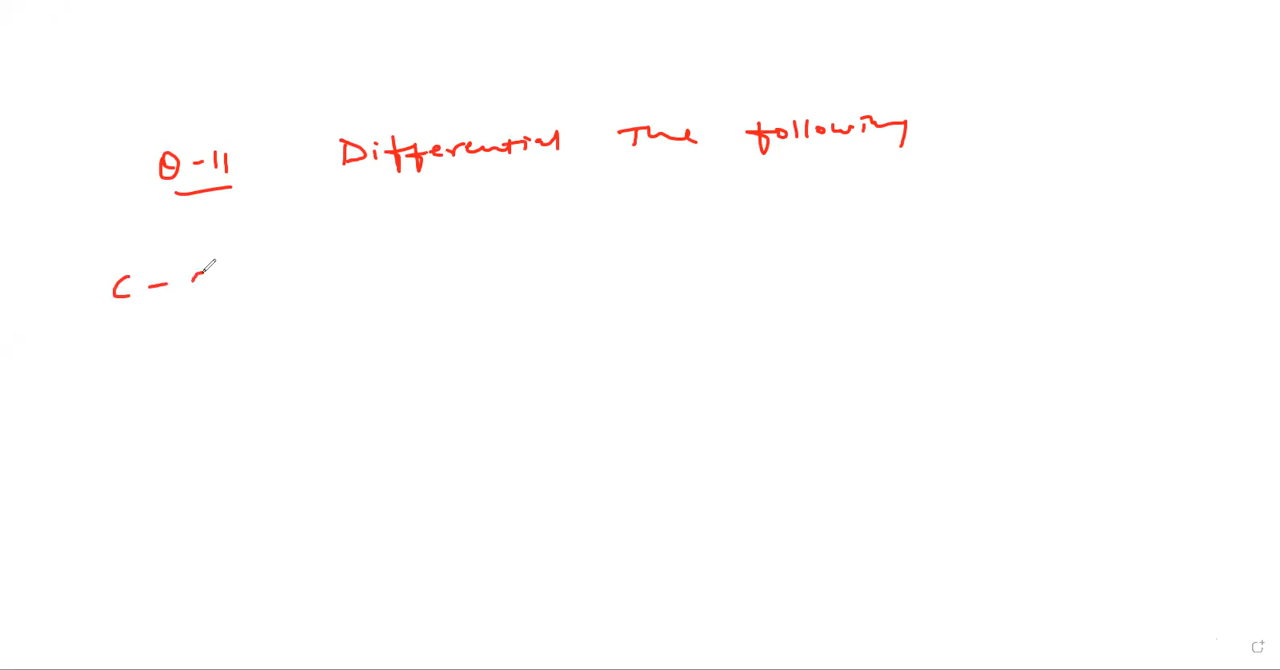 Q-11 Differential The following
C -